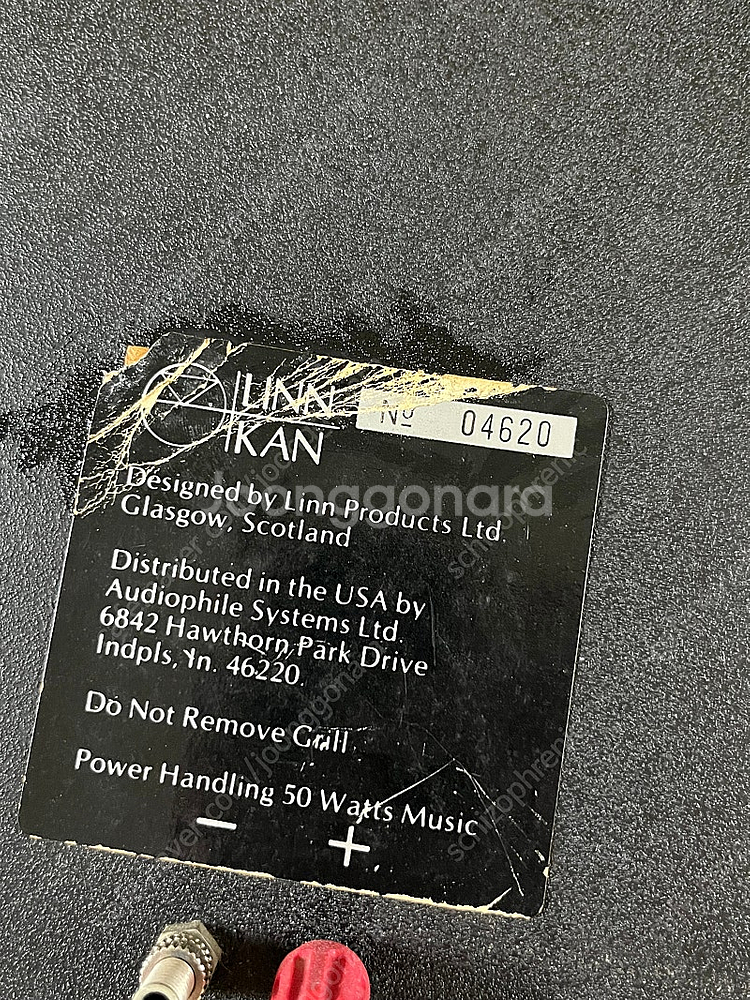 LINN
KAN
Nº 04620
Designed by Linn Products Ltd.
Glasgow, Scotland
Distributed in the USA by
Audiophile Systems Ltd.
6842 Hawthorn Park Drive
Indpls, In. 46220.
Do Not Remove Grill
Power Handling 50 Watts Music
− +
Joonggonara